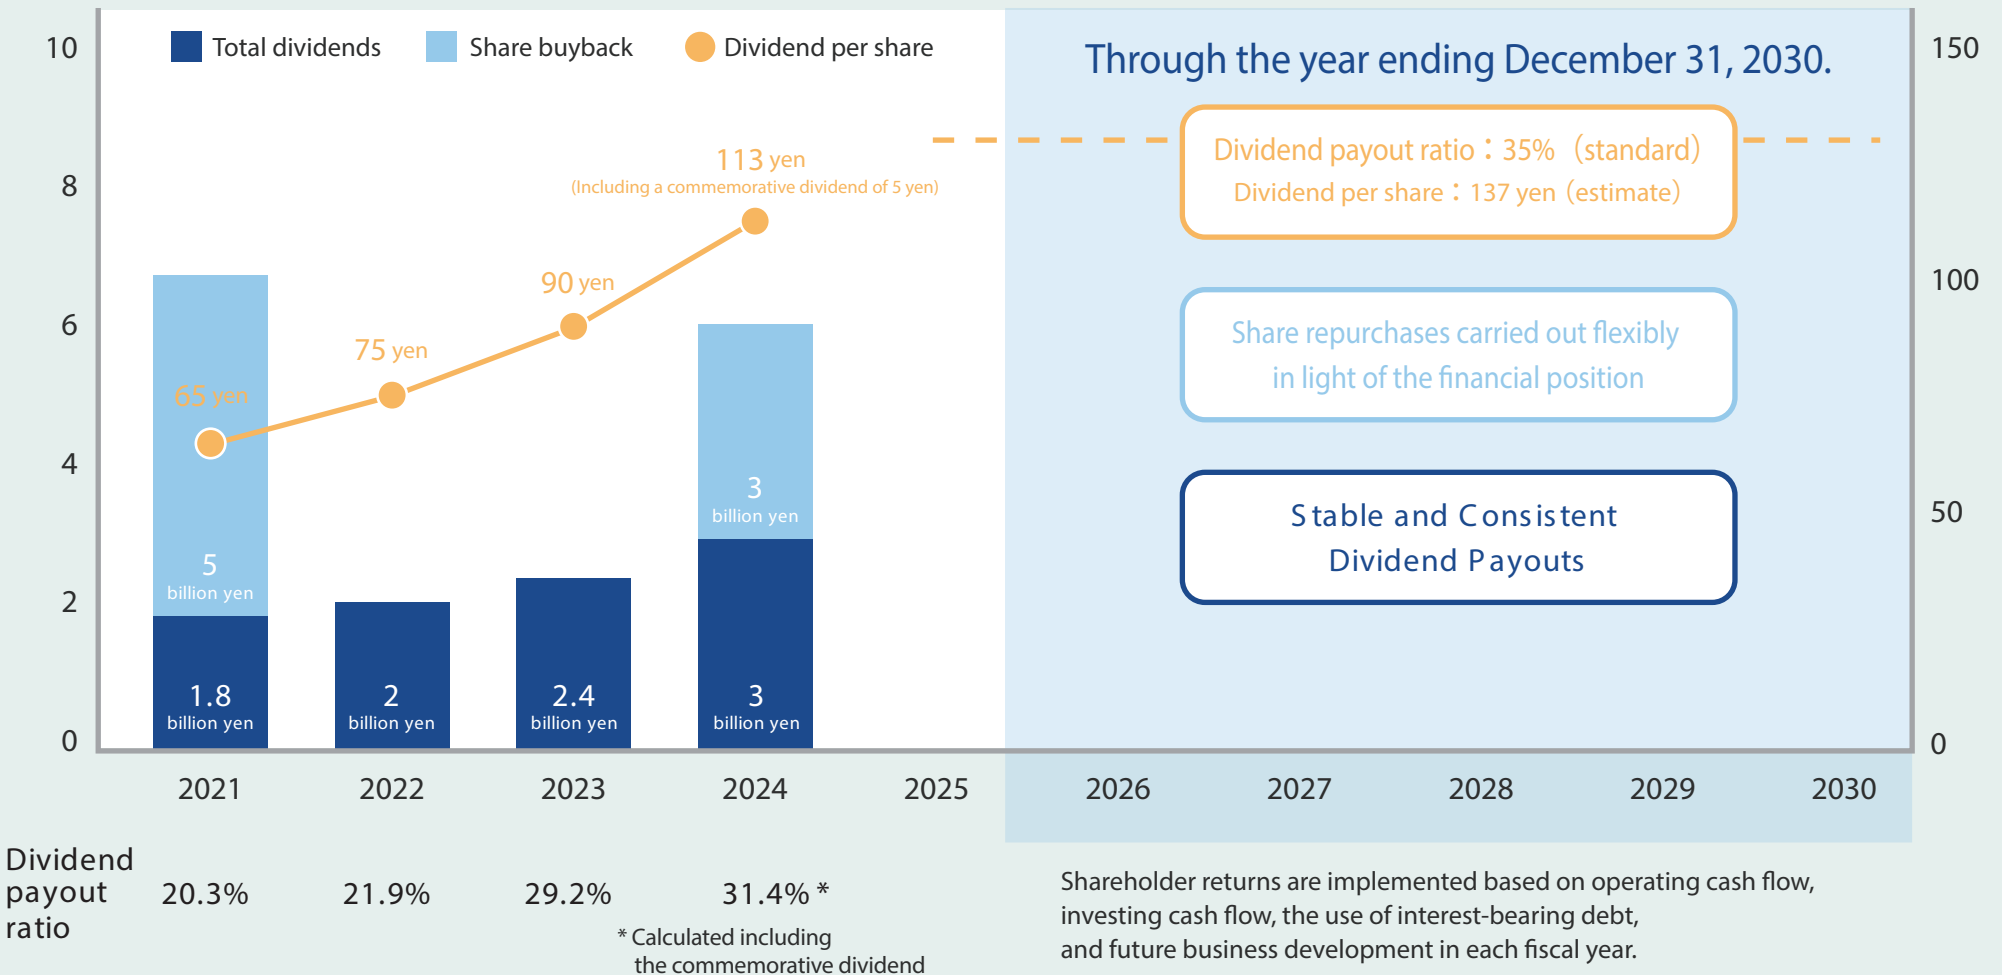 Total dividends
Share buyback
Dividend per share
10
8
6
4
2
0
150
100
50
0
65 yen
75 yen
90 yen
113 yen
(Including a commemorative dividend of 5 yen)
5
billion yen
1.8
billion yen
2
billion yen
2.4
billion yen
3
billion yen
3
billion yen
Through the year ending December 31, 2030.
Dividend payout ratio：35%（standard）
Dividend per share：137 yen（estimate）
Share repurchases carried out flexibly
in light of the financial position
Stable and Consistent
Dividend Payouts
2021 2022 2023 2024 2025 2026 2027 2028 2029 2030
Dividend
payout
ratio
20.3% 21.9% 29.2% 31.4% *
* Calculated including
the commemorative dividend
Shareholder returns are implemented based on operating cash flow,
investing cash flow, the use of interest-bearing debt,
and future business development in each fiscal year.